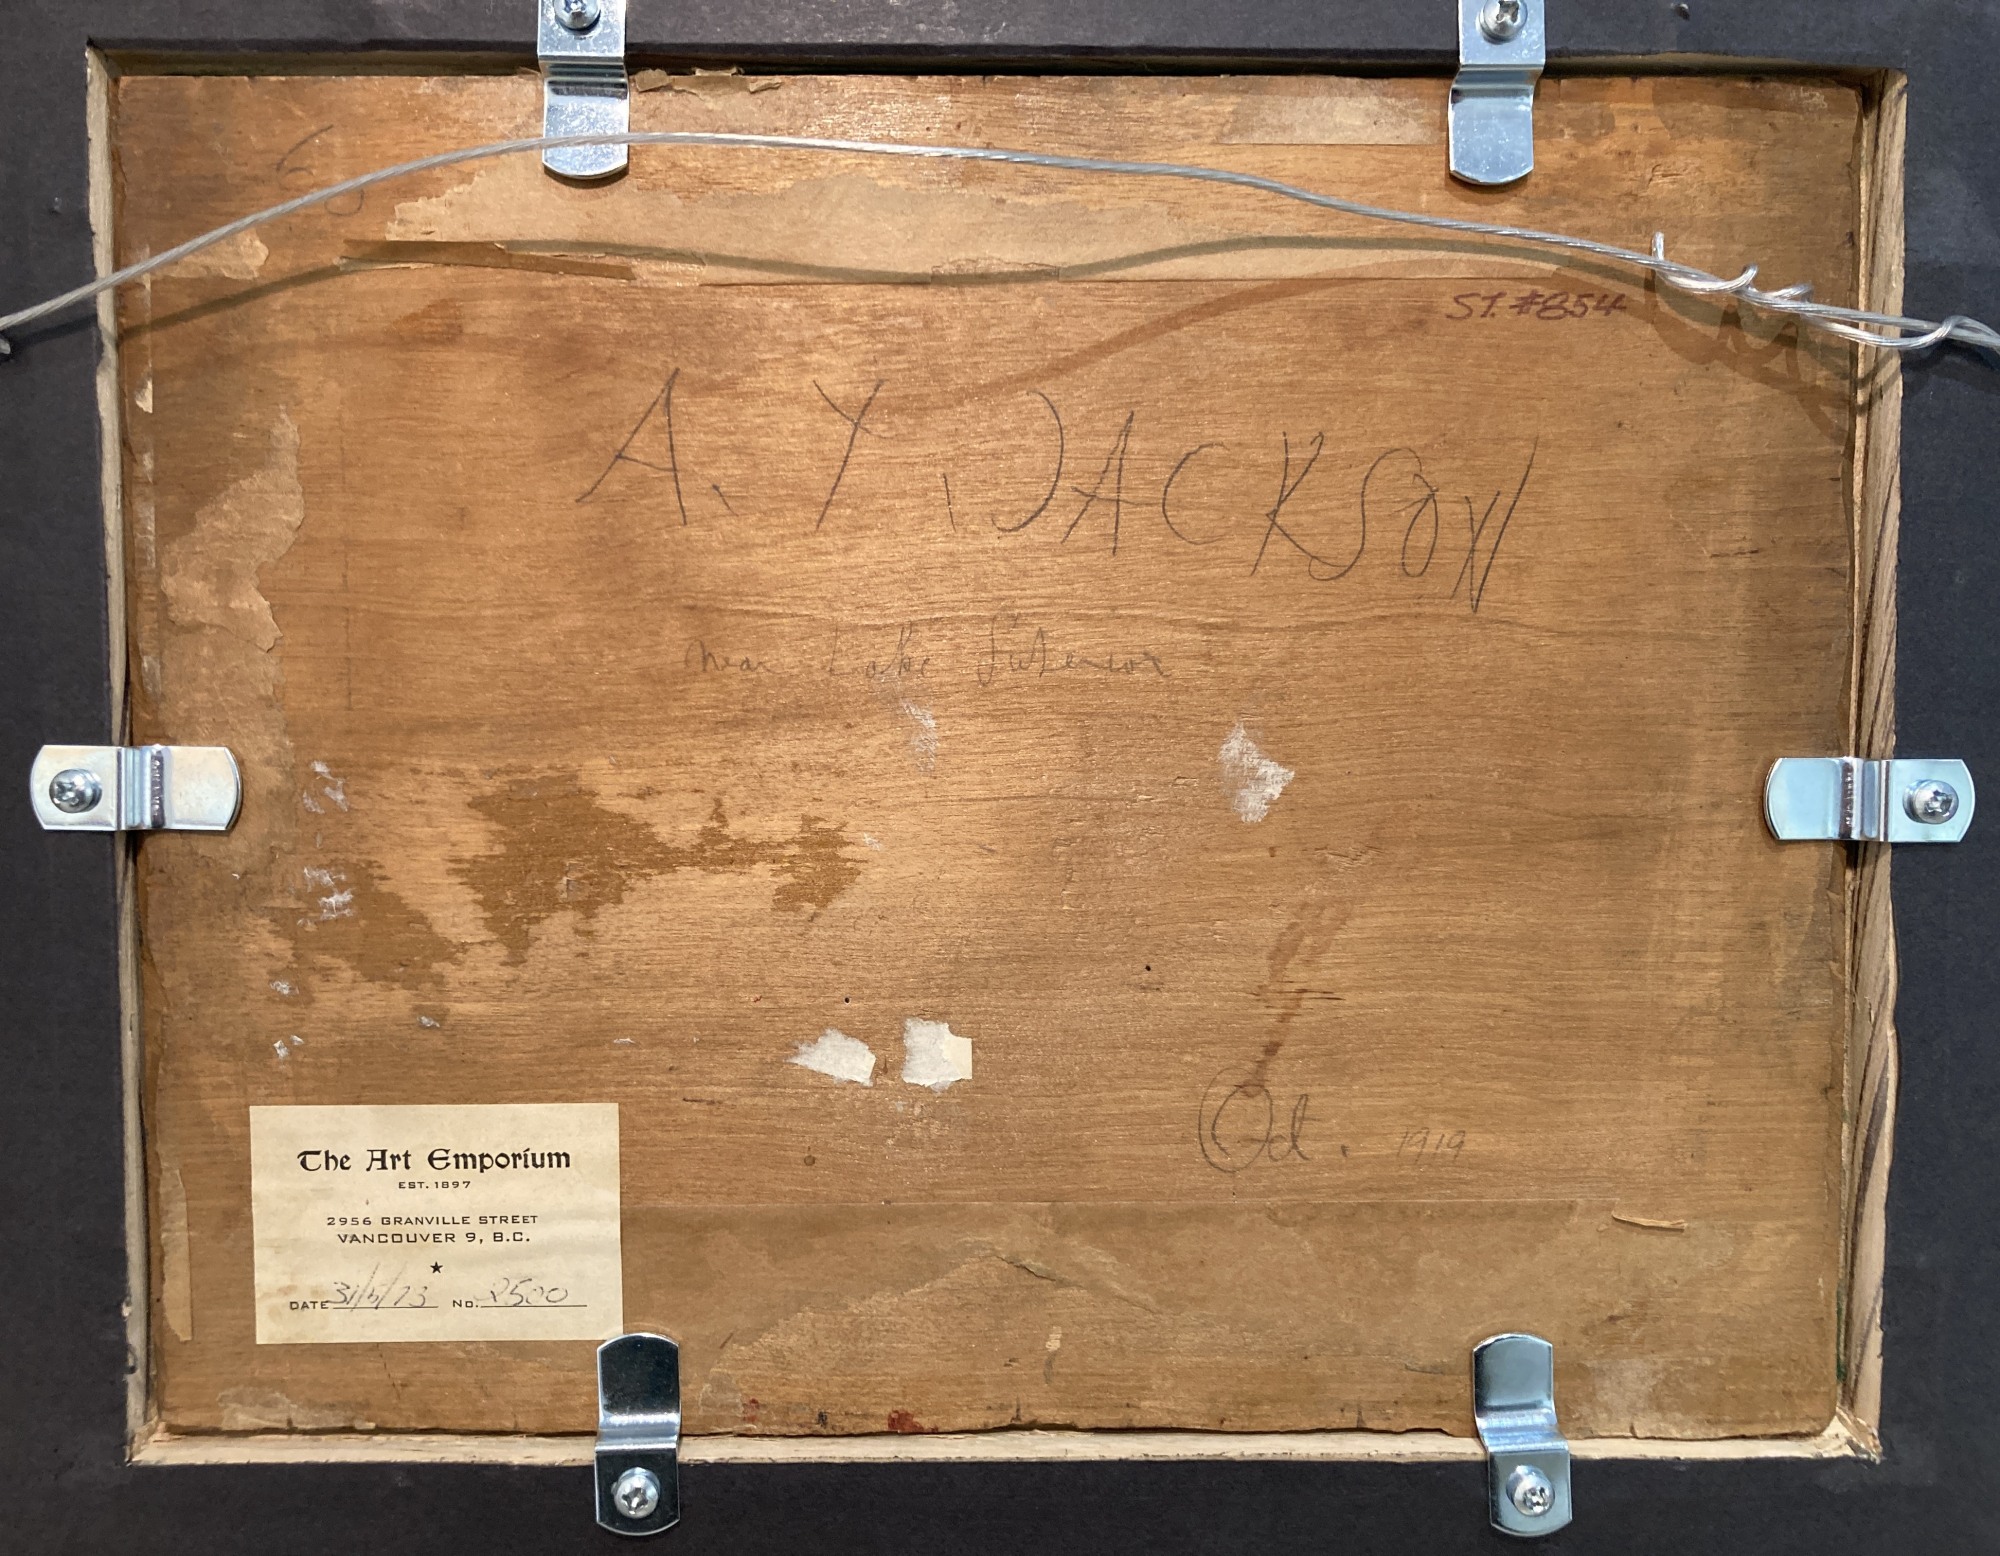 ST. #854
A. Y. JACKSON
near Lake Superior
Oct. 1919
The Art Emporium
EST. 1897
2956 GRANVILLE STREET
VANCOUVER 9, B.C.
DATE 31/5/73 NO. 2500